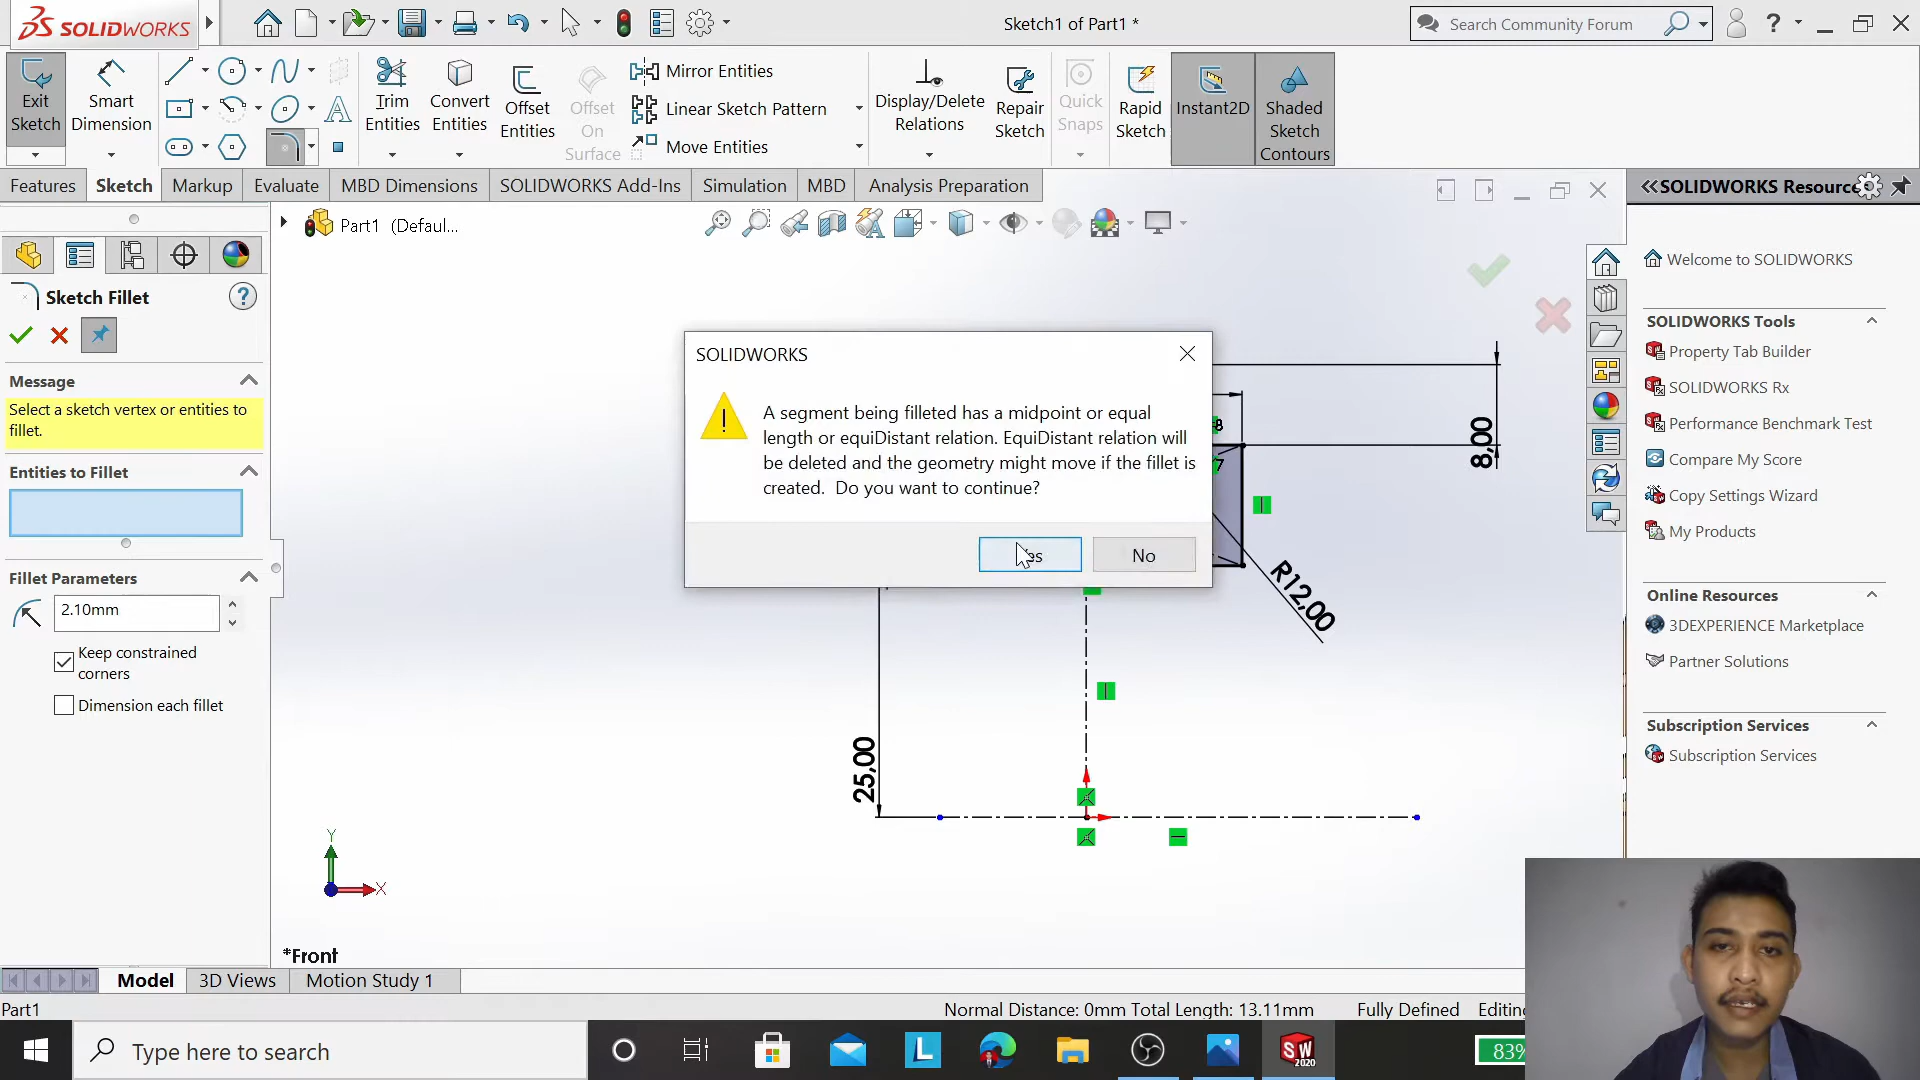 SOLIDWORKS
Sketch1 of Part1 *
Search Community Forum
Exit Sketch
Smart Dimension
Trim Entities
Convert Entities
Offset Entities
Offset On Surface
Mirror Entities
Linear Sketch Pattern
Move Entities
Display/Delete Relations
Repair Sketch
Quick Snaps
Rapid Sketch
Instant2D
Shaded Sketch Contours
Features
Sketch
Markup
Evaluate
MBD Dimensions
SOLIDWORKS Add-Ins
Simulation
MBD
Analysis Preparation
Part1 (Defaul...
Sketch Fillet
Message
Select a sketch vertex or entities to
fillet.
Entities to Fillet
Fillet Parameters
2.10mm
Keep constrained
corners
Dimension each fillet
SOLIDWORKS
A segment being filleted has a midpoint or equal
length or equiDistant relation. EquiDistant relation will
be deleted and the geometry might move if the fillet is
created. Do you want to continue?
No
8
7
8,00
R12,00
25,00
Y
X
*Front
SOLIDWORKS Resourc
Welcome to SOLIDWORKS
SOLIDWORKS Tools
Property Tab Builder
SOLIDWORKS Rx
Performance Benchmark Test
Compare My Score
Copy Settings Wizard
My Products
Online Resources
3DEXPERIENCE Marketplace
Partner Solutions
Subscription Services
Subscription Services
Model
3D Views
Motion Study 1
Part1
Normal Distance: 0mm Total Length: 13.11mm
Fully Defined
Editing
Type here to search
L
SW
2020
83%